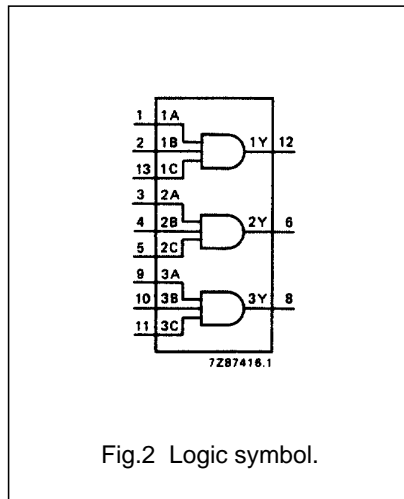 1 1A
2 1B 1Y 12
13 1C
3 2A
4 2B 2Y 6
5 2C
9 3A
10 3B 3Y 8
11 3C
7Z87416.1
Fig.2 Logic symbol.